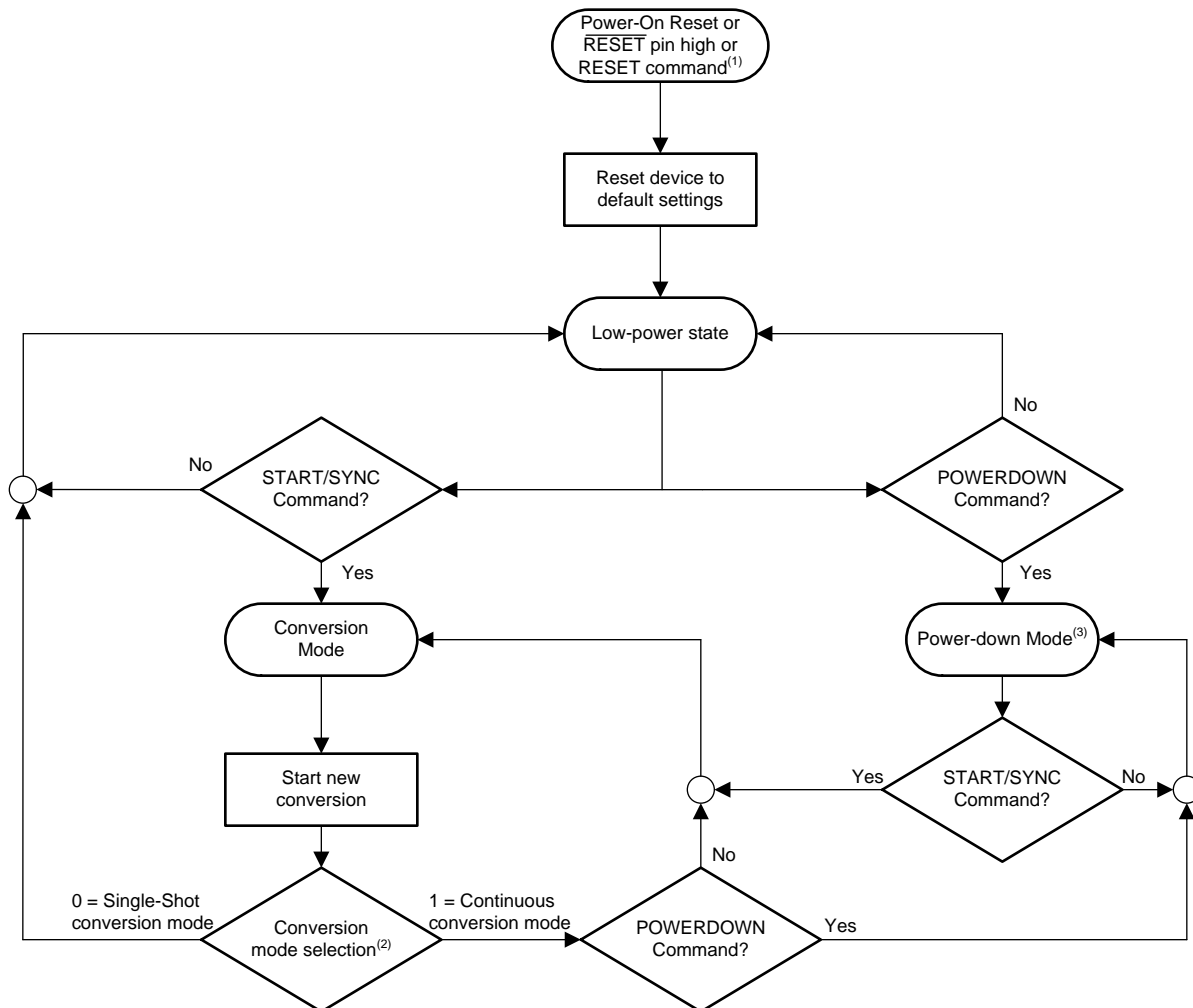 Power-On Reset or
RESET pin high or
RESET command(1)
Reset device to
default settings
Low-power state
No
No
START/SYNC
Command?
POWERDOWN
Command?
Yes
Yes
Conversion
Mode
Power-down Mode(3)
Start new
conversion
Yes
START/SYNC
Command?
No
No
0 = Single-Shot
conversion mode
1 = Continuous
conversion mode
Conversion
mode selection(2)
POWERDOWN
Command?
Yes